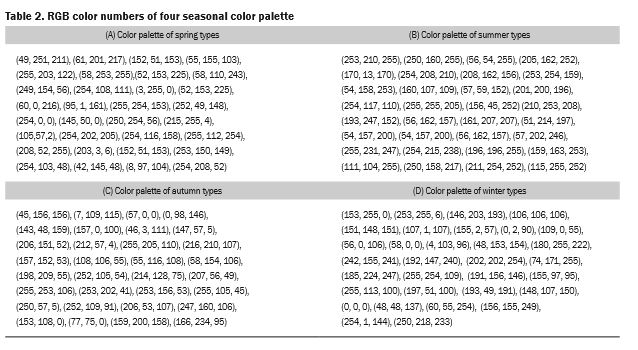 Table 2. RGB color numbers of four seasonal color palette
(A) Color palette of spring types
(49, 251, 211), (61, 201, 217), (152, 51, 153), (55, 155, 103),
(255, 203, 122), (58, 253, 255),(52, 153, 225), (58, 110, 243),
(249, 154, 56), (254, 108, 111), (3, 255, 0), (52, 153, 225),
(60, 0, 216), (95, 1, 161), (255, 254, 153), (252, 49, 148),
(254, 0, 0), (145, 50, 0), (250, 254, 56), (215, 255, 4),
(105,57,2), (254, 202, 205), (254, 116, 158), (255, 112, 254),
(208, 52, 255), (203, 3, 6), (152, 51, 153), (253, 150, 149),
(254, 103, 48), (42, 145, 48), (8, 97, 104), (254, 208, 52)
(B) Color palette of summer types
(253, 210, 255), (250, 160, 255), (56, 54, 255), (205, 162, 252),
(170, 13, 170), (254, 208, 210), (208, 162, 156), (253, 254, 159),
(54, 158, 253), (160, 107, 109), (57, 59, 152), (201, 200, 196),
(254, 117, 110), (255, 255, 205), (156, 45, 252) (210, 253, 208),
(193, 247, 152), (56, 162, 157), (161, 207, 207), (51, 214, 197),
(54, 157, 200), (54, 157, 200), (56, 162, 157), (57, 202, 246),
(255, 231, 247), (254, 215, 238), (196, 196, 255), (159, 163, 253),
(111, 104, 255), (250, 158, 217), (211, 254, 252), (115, 255, 252)
(C) Color palette of autumn types
(45, 156, 156), (7, 109, 115), (57, 0, 0), (0, 98, 146),
(143, 48, 159), (157, 0, 100), (46, 3, 111), (147, 57, 5),
(206, 151, 52), (212, 57, 4), (255, 205, 110), (216, 210, 107),
(157, 152, 53), (108, 106, 55), (55, 116, 108), (58, 154, 106),
(198, 209, 55), (252, 105, 54), (214, 128, 75), (207, 56, 49),
(255, 253, 106), (253, 202, 41), (253, 156, 53), (255, 105, 45),
(250, 57, 5), (252, 109, 91), (206, 53, 107), (247, 160, 106),
(153, 108, 0), (77, 75, 0), (159, 200, 158), (166, 234, 95)
(D) Color palette of winter types
(153, 255, 0), (253, 255, 6), (146, 203, 193), (106, 106, 106),
(151, 148, 151), (107, 1, 107), (155, 2, 57), (0, 2, 90), (109, 0, 55),
(56, 0, 106), (58, 0, 0), (4, 103, 96), (48, 153, 154), (180, 255, 222),
(242, 155, 241), (192, 147, 240), (202, 202, 254), (74, 171, 255),
(185, 224, 247), (255, 254, 109), (191, 156, 146), (155, 97, 95),
(255, 113, 100), (197, 51, 100), (193, 49, 191), (148, 107, 150),
(0, 0, 0), (48, 48, 137), (60, 55, 254), (156, 155, 249),
(254, 1, 144), (250, 218, 233)